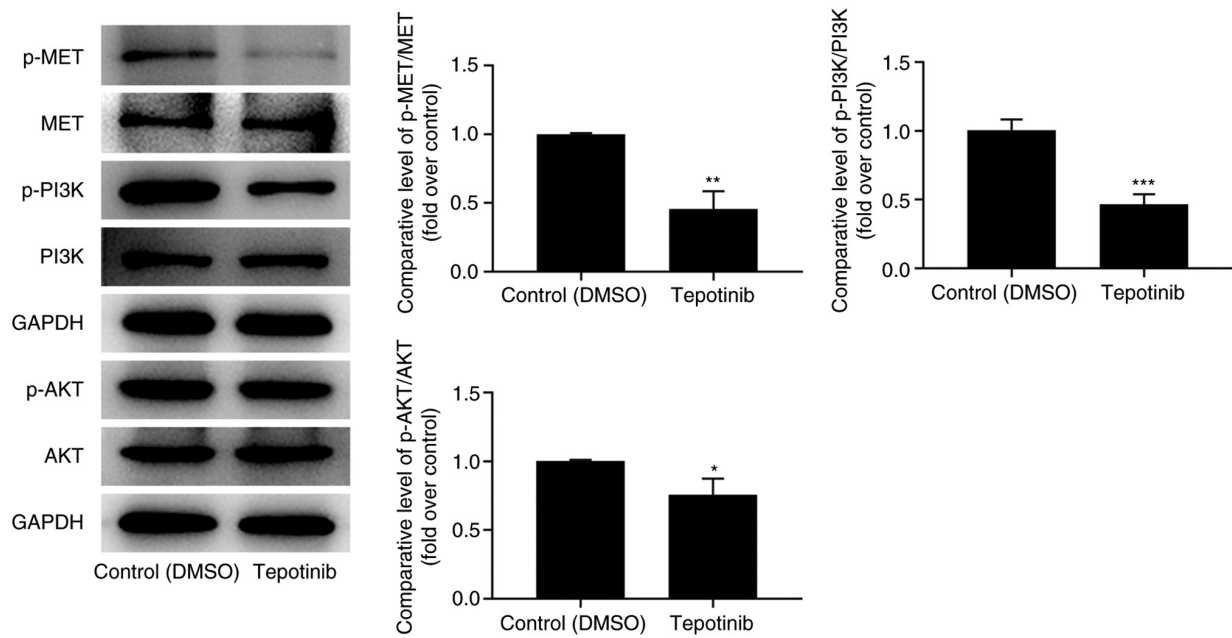 p-MET
MET
p-PI3K
PI3K
GAPDH
p-AKT
AKT
GAPDH
Control (DMSO) Tepotinib
Comparative level of p-MET/MET
(fold over control)
1.5
1.0
0.5
0.0
**
Control (DMSO) Tepotinib
Comparative level of p-PI3K/PI3K
(fold over control)
1.5
1.0
0.5
0.0
***
Control (DMSO) Tepotinib
Comparative level of p-AKT/AKT
(fold over control)
1.5
1.0
0.5
0.0
*
Control (DMSO) Tepotinib